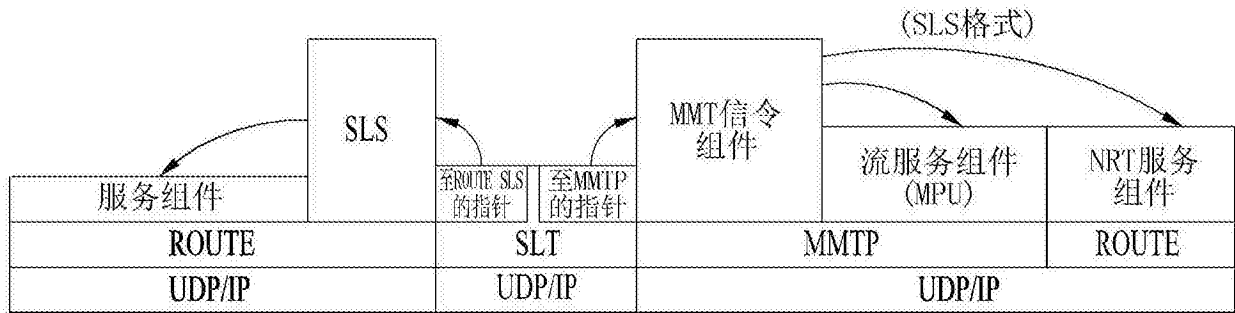 (SLS格式)
SLS
MMT信令
组件
服务组件
至ROUTE SLS
的指针
至MMTP
的指针
流服务组件
(MPU)
NRT服务
组件
ROUTE
SLT
MMTP
ROUTE
UDP/IP
UDP/IP
UDP/IP